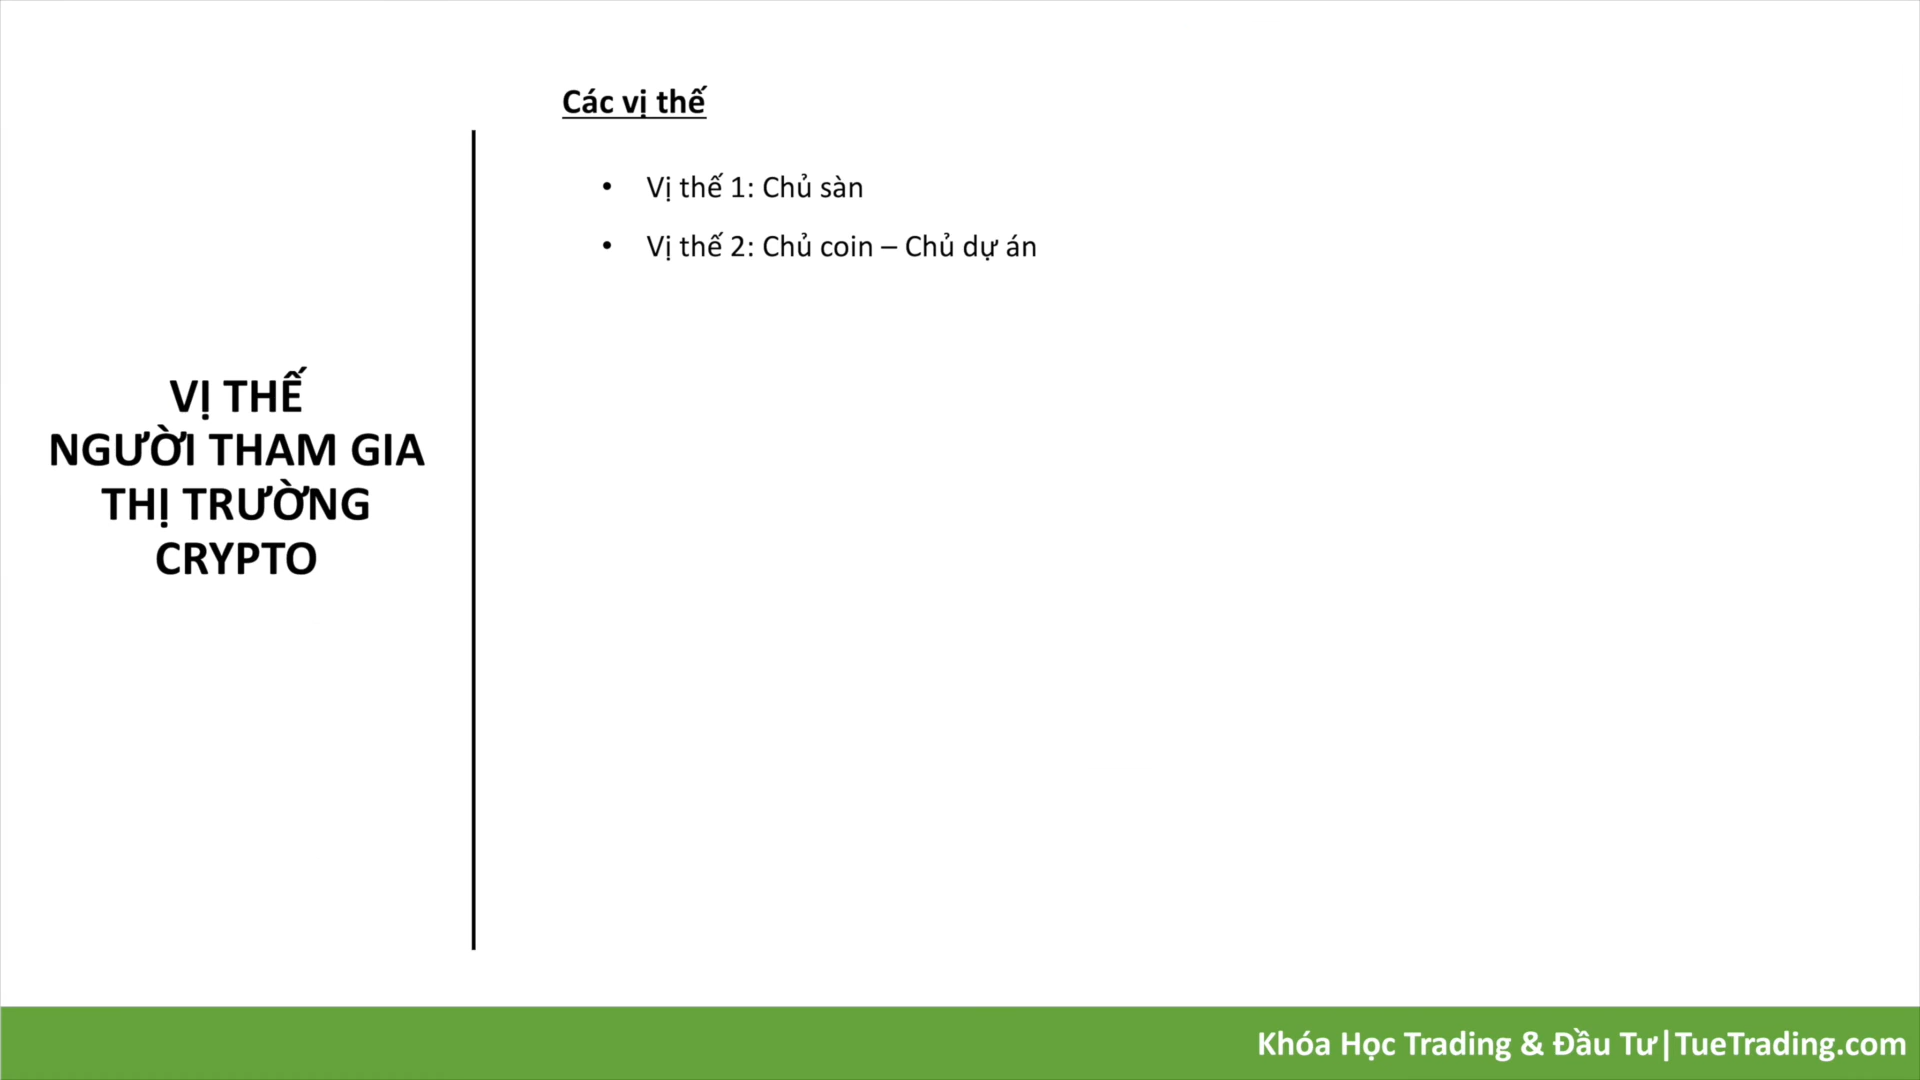 VỊ THẾ
NGƯỜI THAM GIA
THỊ TRƯỜNG
CRYPTO
Các vị thế
• Vị thế 1: Chủ sàn
• Vị thế 2: Chủ coin – Chủ dự án
Khóa Học Trading & Đầu Tư|TueTrading.com